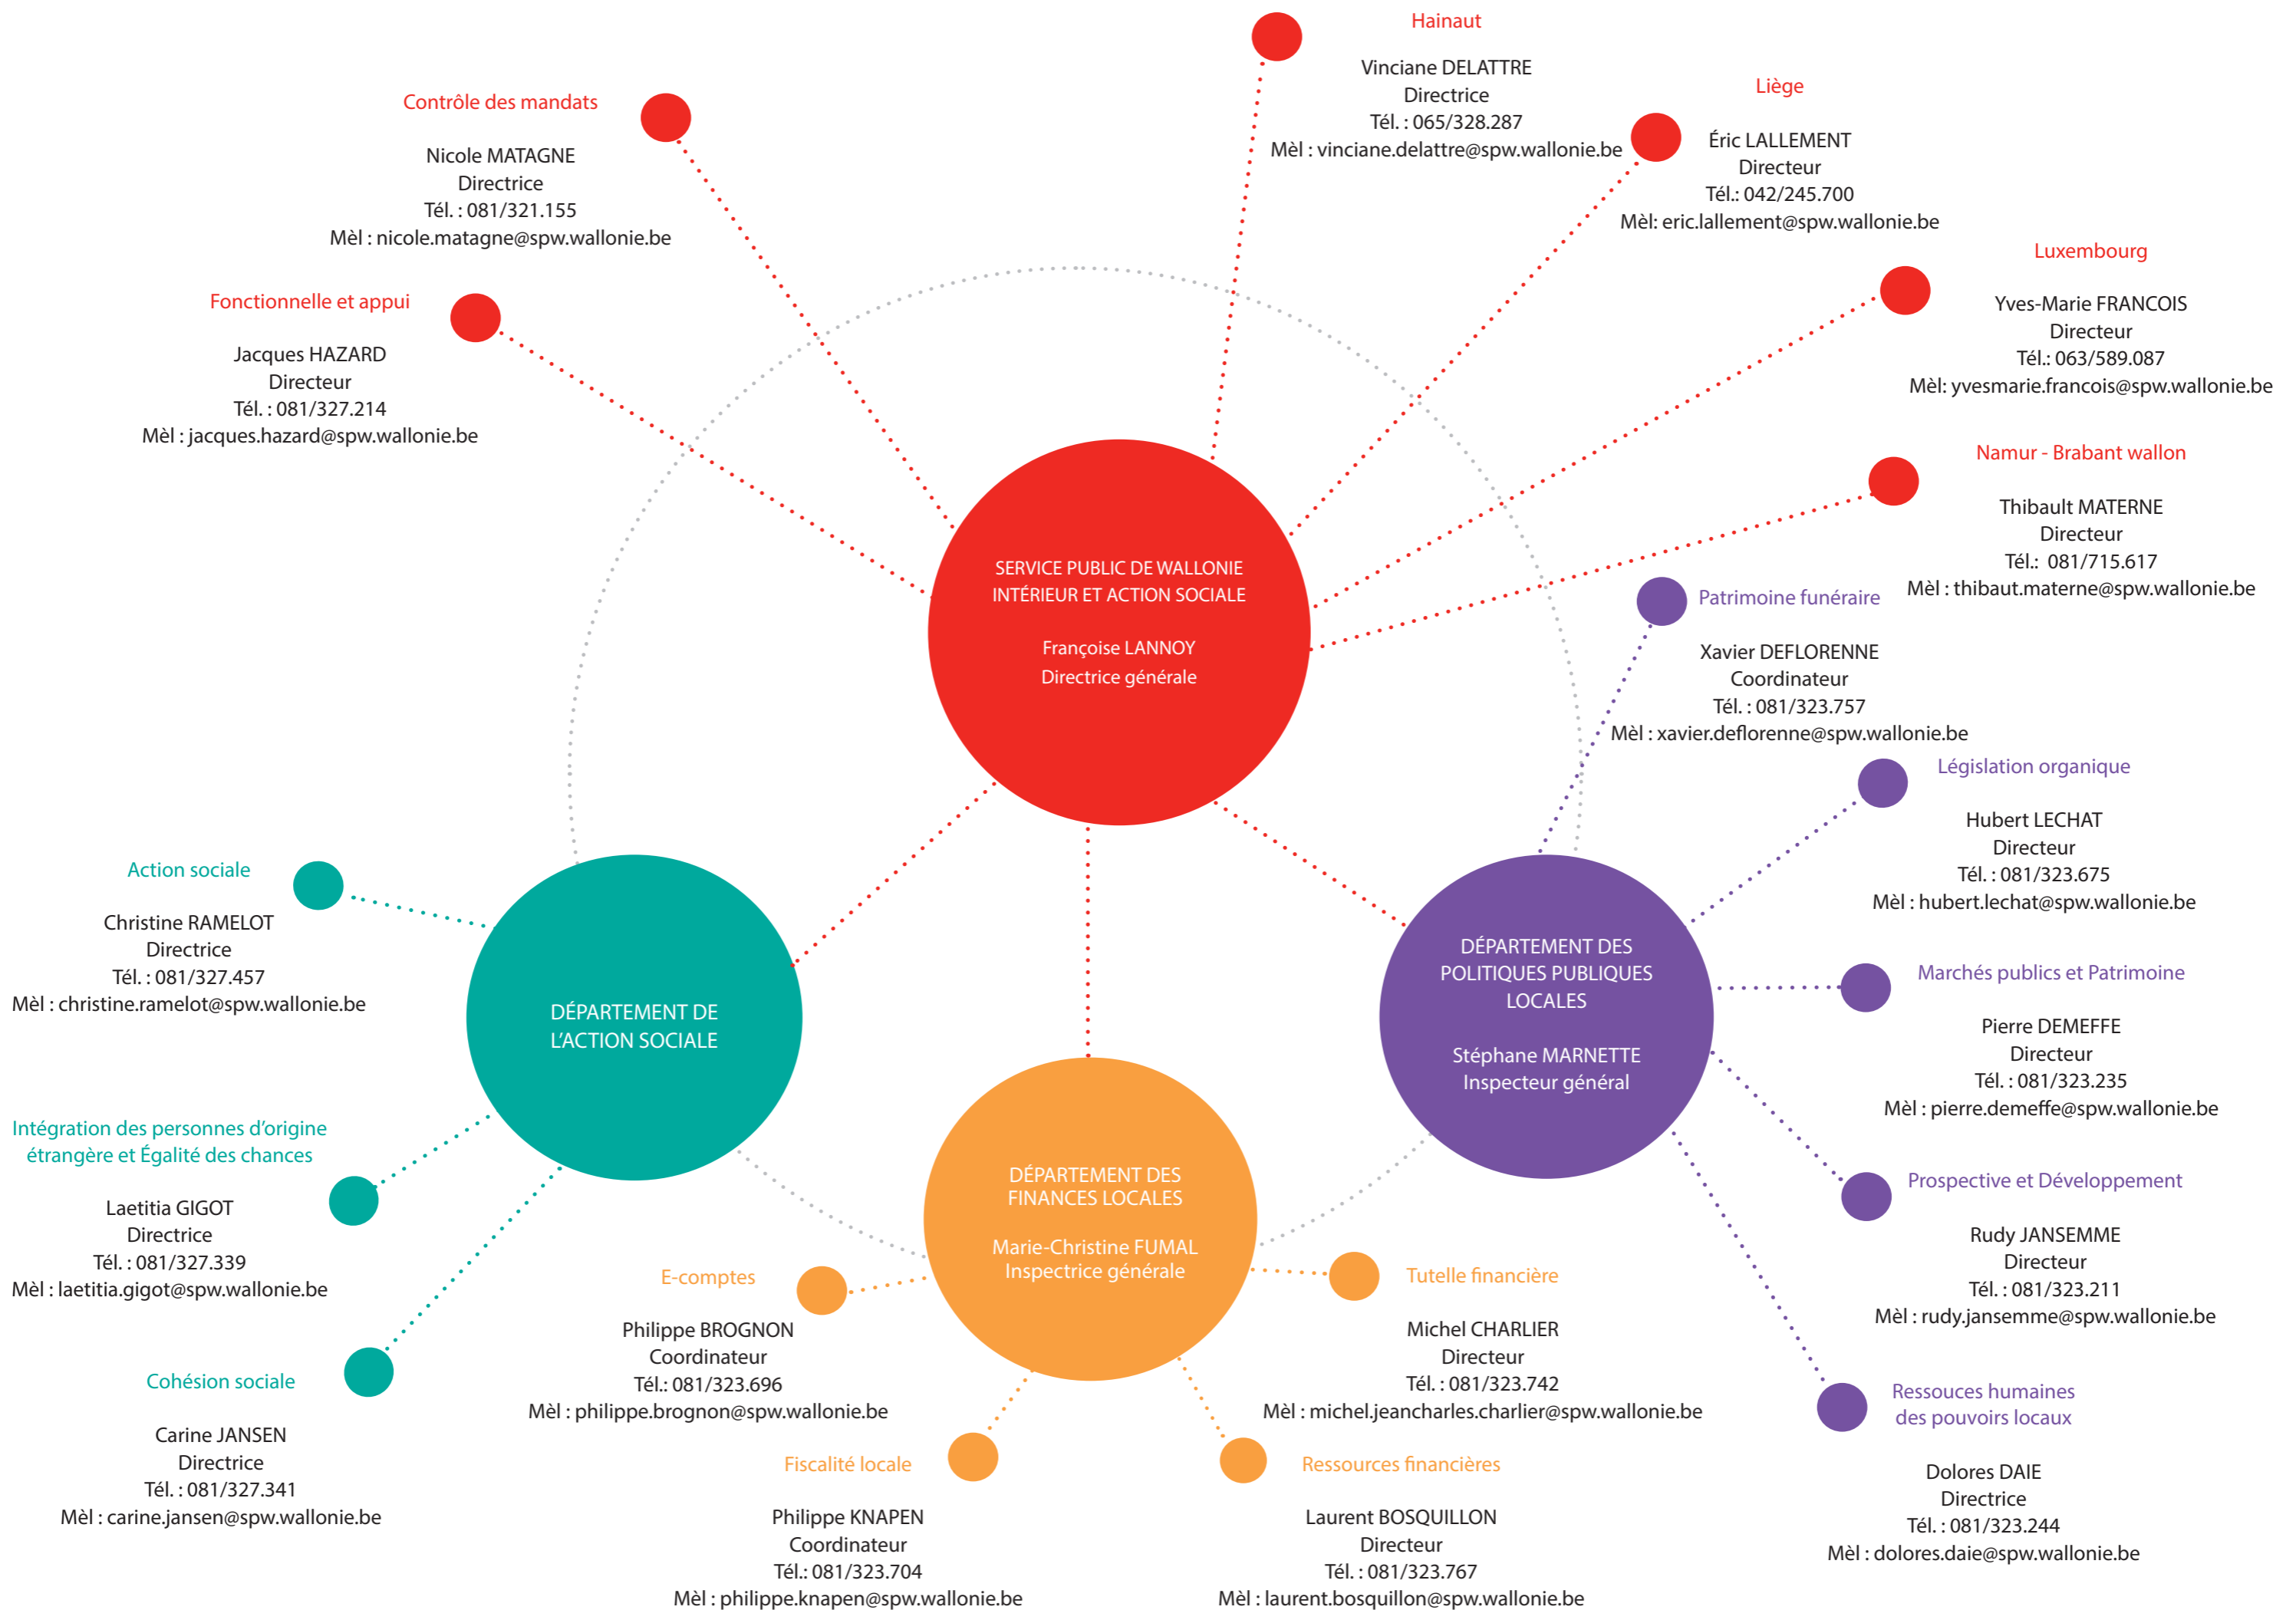 Hainaut
Vinciane DELATTRE
Directrice
Tél. : 065/328.287
Mèl : vinciane.delattre@spw.wallonie.be
Liège
Éric LALLEMENT
Directeur
Tél.: 042/245.700
Mèl: eric.lallement@spw.wallonie.be
Contrôle des mandats
Nicole MATAGNE
Directrice
Tél. : 081/321.155
Mèl : nicole.matagne@spw.wallonie.be
Luxembourg
Yves-Marie FRANCOIS
Directeur
Tél.: 063/589.087
Mèl: yvesmarie.francois@spw.wallonie.be
Fonctionnelle et appui
Jacques HAZARD
Directeur
Tél. : 081/327.214
Mèl : jacques.hazard@spw.wallonie.be
Namur - Brabant wallon
Thibault MATERNE
Directeur
Tél.: 081/715.617
Mèl : thibaut.materne@spw.wallonie.be
SERVICE PUBLIC DE WALLONIE
INTÉRIEUR ET ACTION SOCIALE
Françoise LANNOY
Directrice générale
Patrimoine funéraire
Xavier DEFLORENNE
Coordinateur
Tél. : 081/323.757
Mèl : xavier.deflorenne@spw.wallonie.be
Législation organique
Hubert LECHAT
Directeur
Tél. : 081/323.675
Mèl : hubert.lechat@spw.wallonie.be
Action sociale
Christine RAMELOT
Directrice
Tél. : 081/327.457
Mèl : christine.ramelot@spw.wallonie.be
DÉPARTEMENT DE
L'ACTION SOCIALE
DÉPARTEMENT DES
POLITIQUES PUBLIQUES
LOCALES
Stéphane MARNETTE
Inspecteur général
Marchés publics et Patrimoine
Pierre DEMEFFE
Directeur
Tél. : 081/323.235
Mèl : pierre.demeffe@spw.wallonie.be
Intégration des personnes d'origine
étrangère et Égalité des chances
Laetitia GIGOT
Directrice
Tél. : 081/327.339
Mèl : laetitia.gigot@spw.wallonie.be
DÉPARTEMENT DES
FINANCES LOCALES
Marie-Christine FUMAL
Inspectrice générale
Prospective et Développement
Rudy JANSEMME
Directeur
Tél. : 081/323.211
Mèl : rudy.jansemme@spw.wallonie.be
E-comptes
Philippe BROGNON
Coordinateur
Tél.: 081/323.696
Mèl : philippe.brognon@spw.wallonie.be
Tutelle financière
Michel CHARLIER
Directeur
Tél. : 081/323.742
Mèl : michel.jeancharles.charlier@spw.wallonie.be
Cohésion sociale
Carine JANSEN
Directrice
Tél. : 081/327.341
Mèl : carine.jansen@spw.wallonie.be
Ressouces humaines
des pouvoirs locaux
Dolores DAIE
Directrice
Tél. : 081/323.244
Mèl : dolores.daie@spw.wallonie.be
Fiscalité locale
Philippe KNAPEN
Coordinateur
Tél.: 081/323.704
Mèl : philippe.knapen@spw.wallonie.be
Ressources financières
Laurent BOSQUILLON
Directeur
Tél. : 081/323.767
Mèl : laurent.bosquillon@spw.wallonie.be